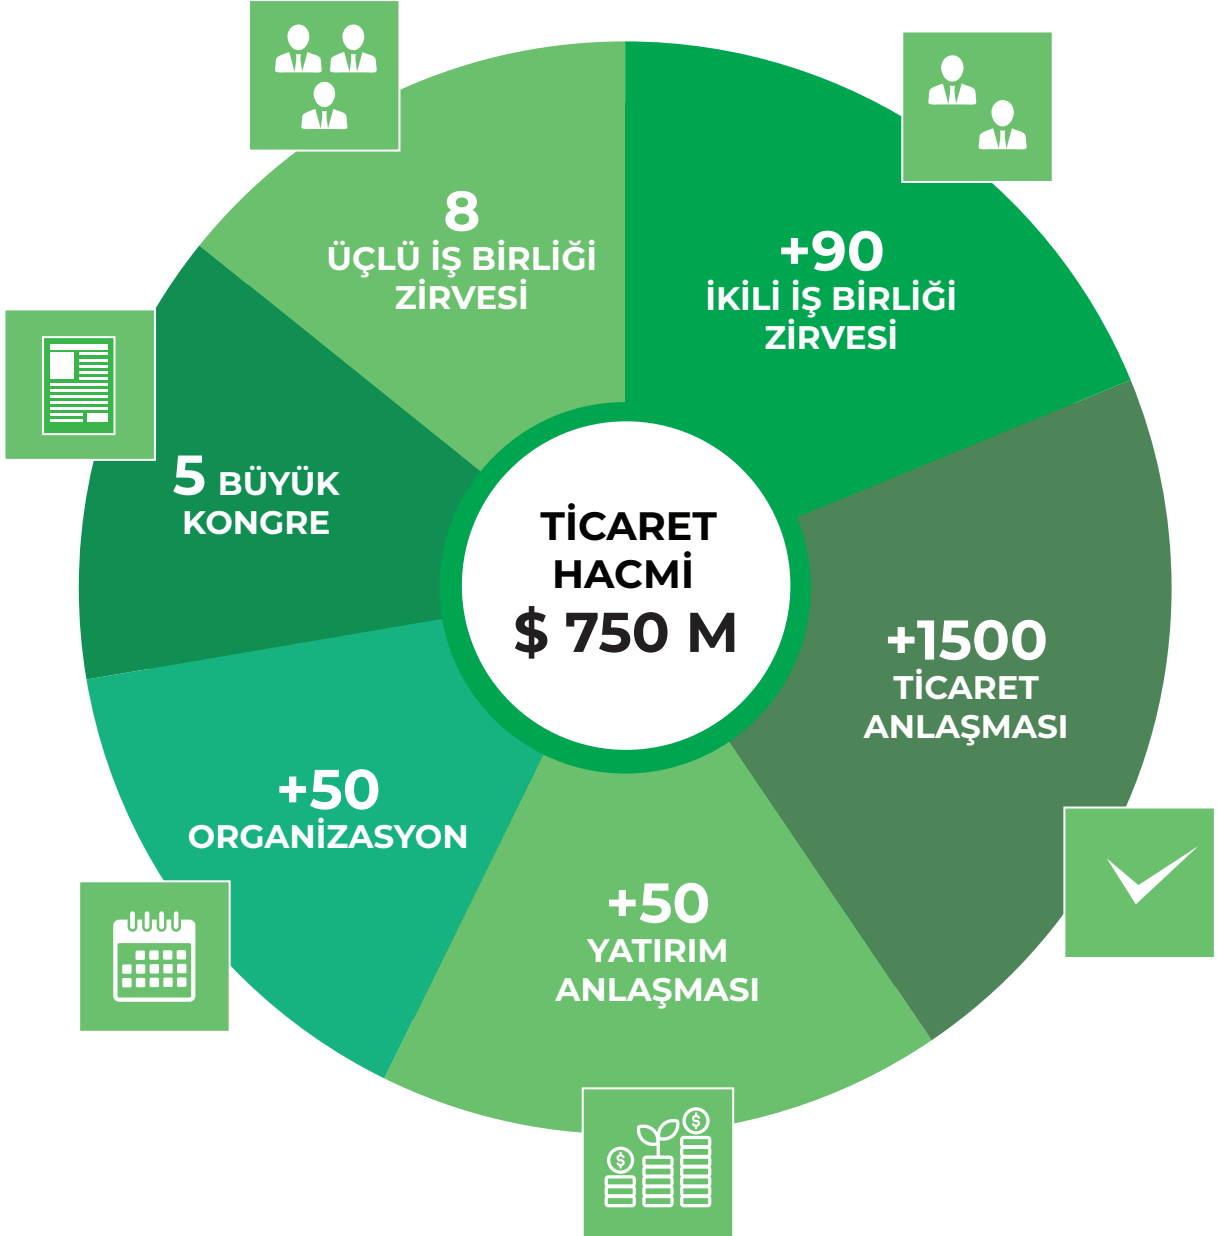 8
ÜÇLÜ İŞ BİRLİĞİ
ZİRVESİ
+90
İKİLİ İŞ BİRLİĞİ
ZİRVESİ
5 BÜYÜK
KONGRE
TİCARET
HACMİ
$ 750 M
+1500
TİCARET
ANLAŞMASI
+50
ORGANİZASYON
+50
YATIRIM
ANLAŞMASI
$
$